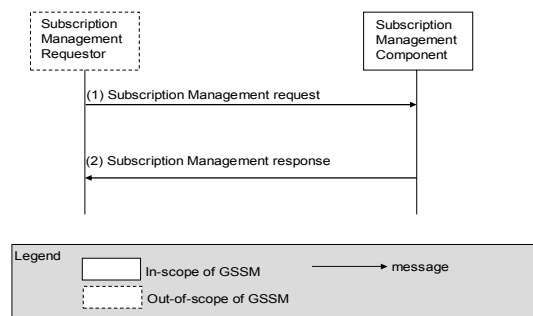 Subscription
Management
Requestor
Subscription
Management
Component
(1) Subscription Management request
(2) Subscription Management response
Legend
In-scope of GSSM
message
Out-of-scope of GSSM